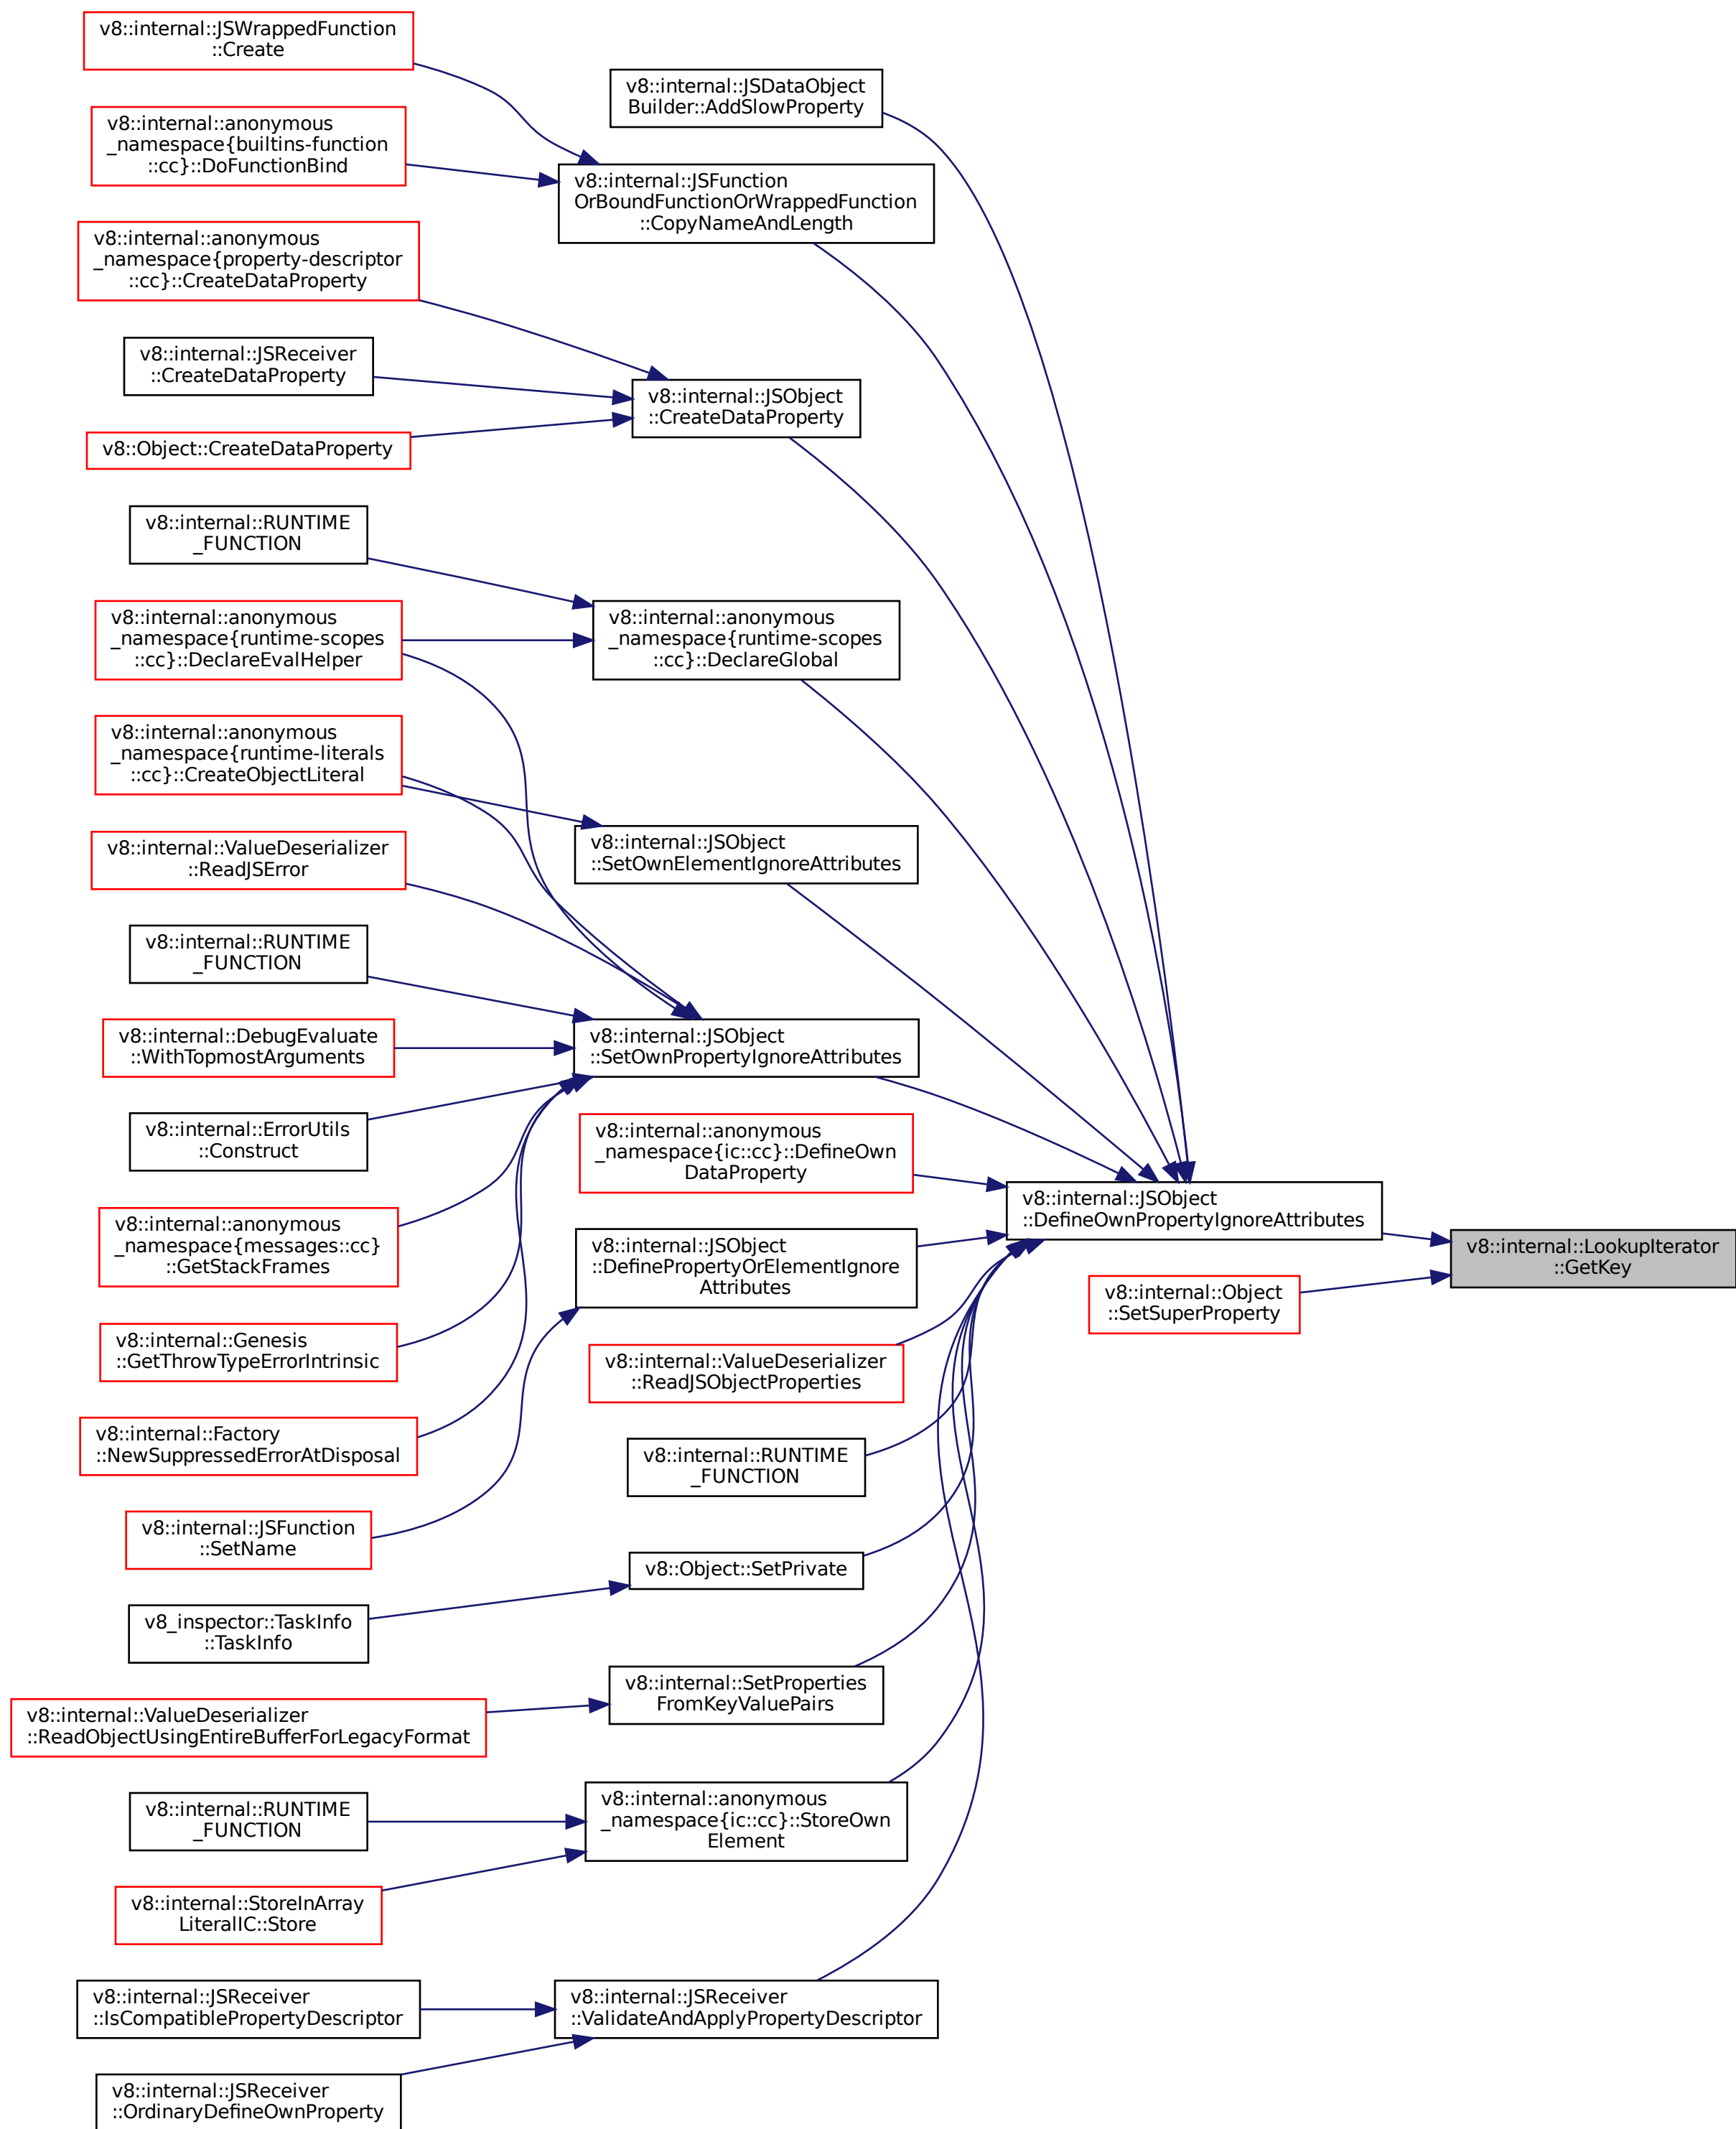 v8::internal::JSWrappedFunction
::Create
v8::internal::anonymous
_namespace{builtins-function
::cc}::DoFunctionBind
v8::internal::anonymous
_namespace{property-descriptor
::cc}::CreateDataProperty
v8::internal::JSReceiver
::CreateDataProperty
v8::Object::CreateDataProperty
v8::internal::RUNTIME
_FUNCTION
v8::internal::anonymous
_namespace{runtime-scopes
::cc}::DeclareEvalHelper
v8::internal::anonymous
_namespace{runtime-literals
::cc}::CreateObjectLiteral
v8::internal::ValueDeserializer
::ReadJSError
v8::internal::RUNTIME
_FUNCTION
v8::internal::DebugEvaluate
::WithTopmostArguments
v8::internal::ErrorUtils
::Construct
v8::internal::anonymous
_namespace{messages::cc}
::GetStackFrames
v8::internal::Genesis
::GetThrowTypeErrorIntrinsic
v8::internal::Factory
::NewSuppressedErrorAtDisposal
v8::internal::JSFunction
::SetName
v8_inspector::TaskInfo
::TaskInfo
v8::internal::ValueDeserializer
::ReadObjectUsingEntireBufferForLegacyFormat
v8::internal::RUNTIME
_FUNCTION
v8::internal::StoreInArray
LiteralIC::Store
v8::internal::JSReceiver
::IsCompatiblePropertyDescriptor
v8::internal::JSReceiver
::OrdinaryDefineOwnProperty
v8::internal::JSDataObject
Builder::AddSlowProperty
v8::internal::JSFunction
OrBoundFunctionOrWrappedFunction
::CopyNameAndLength
v8::internal::JSObject
::CreateDataProperty
v8::internal::anonymous
_namespace{runtime-scopes
::cc}::DeclareGlobal
v8::internal::JSObject
::SetOwnElementIgnoreAttributes
v8::internal::JSObject
::SetOwnPropertyIgnoreAttributes
v8::internal::anonymous
_namespace{ic::cc}::DefineOwn
DataProperty
v8::internal::JSObject
::DefinePropertyOrElementIgnore
Attributes
v8::internal::ValueDeserializer
::ReadJSObjectProperties
v8::internal::RUNTIME
_FUNCTION
v8::Object::SetPrivate
v8::internal::SetProperties
FromKeyValuePairs
v8::internal::anonymous
_namespace{ic::cc}::StoreOwn
Element
v8::internal::JSReceiver
::ValidateAndApplyPropertyDescriptor
v8::internal::JSObject
::DefineOwnPropertyIgnoreAttributes
v8::internal::Object
::SetSuperProperty
v8::internal::LookupIterator
::GetKey